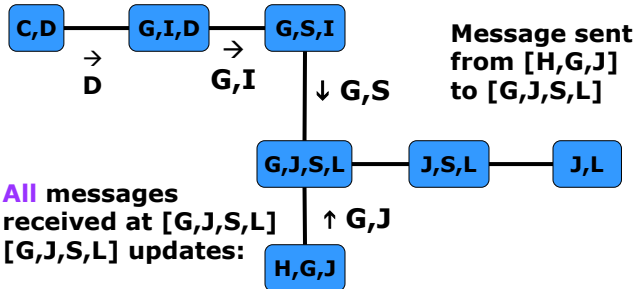 C,D
G,I,D
G,S,I
→
D
→
G,I
Message sent
from [H,G,J]
to [G,J,S,L]
↓ G,S
G,J,S,L
J,S,L
J,L
All messages
received at [G,J,S,L]
[G,J,S,L] updates:
↑ G,J
H,G,J